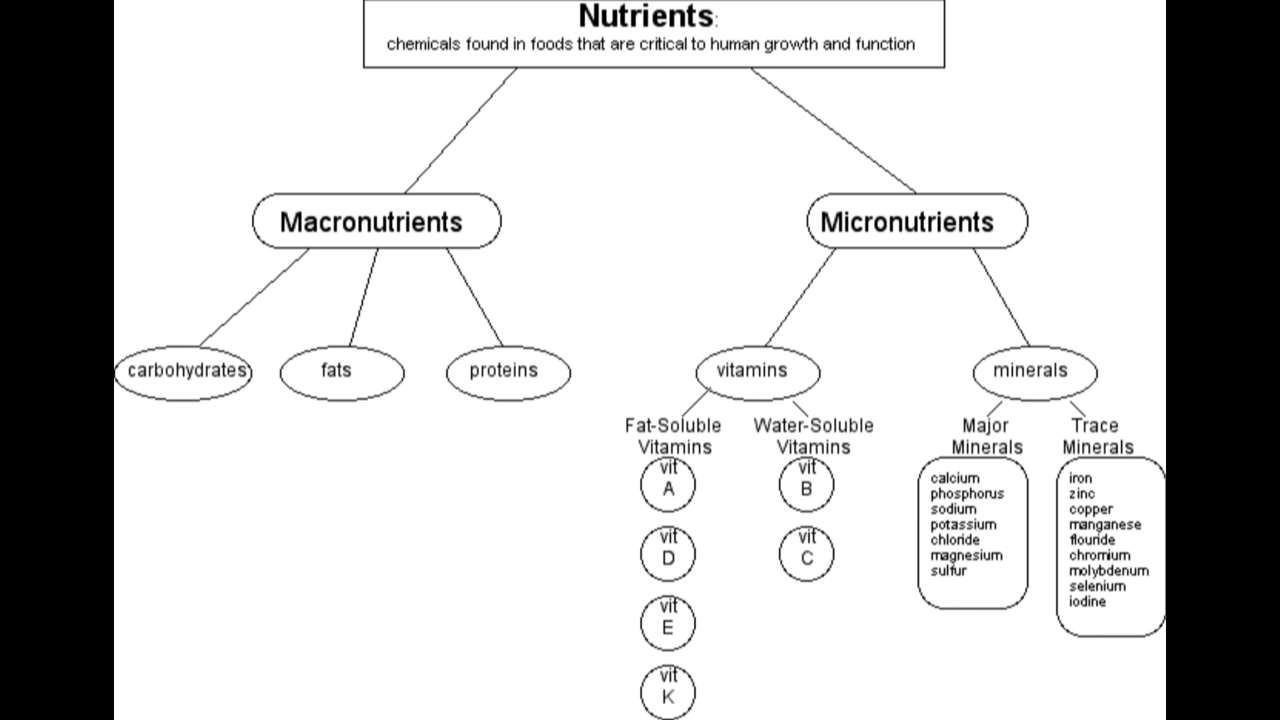 Nutrients:
chemicals found in foods that are critical to human growth and function
Macronutrients
Micronutrients
carbohydrates
fats
proteins
vitamins
minerals
Fat-Soluble
Vitamins
Water-Soluble
Vitamins
Major
Minerals
Trace
Minerals
vit
A
vit
D
vit
E
vit
K
vit
B
vit
C
calcium
phosphorus
sodium
potassium
chloride
magnesium
sulfur
iron
zinc
copper
manganese
flouride
chromium
molybdenum
selenium
iodine